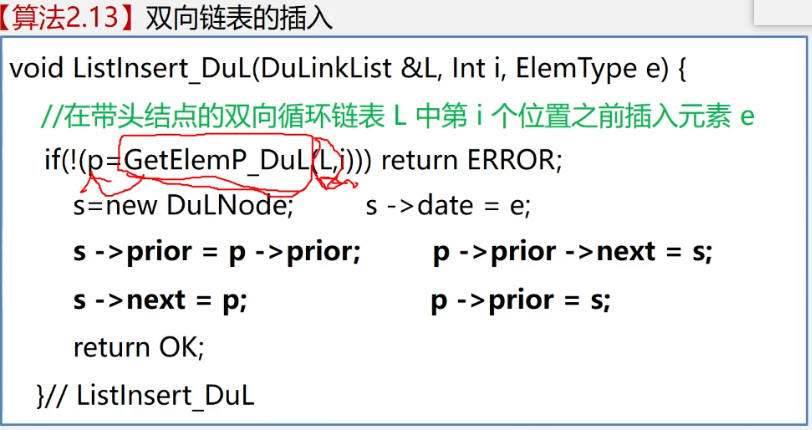 【算法2.13】双向链表的插入
void ListInsert_DuL(DuLinkList &L, Int i, ElemType e) {
//在带头结点的双向循环链表 L 中第 i 个位置之前插入元素 e
if(!(p=GetElemP_DuL(L,i))) return ERROR;
s=new DuLNode; s ->date = e;
s ->prior = p ->prior; p ->prior ->next = s;
s ->next = p; p ->prior = s;
return OK;
}// ListInsert_DuL